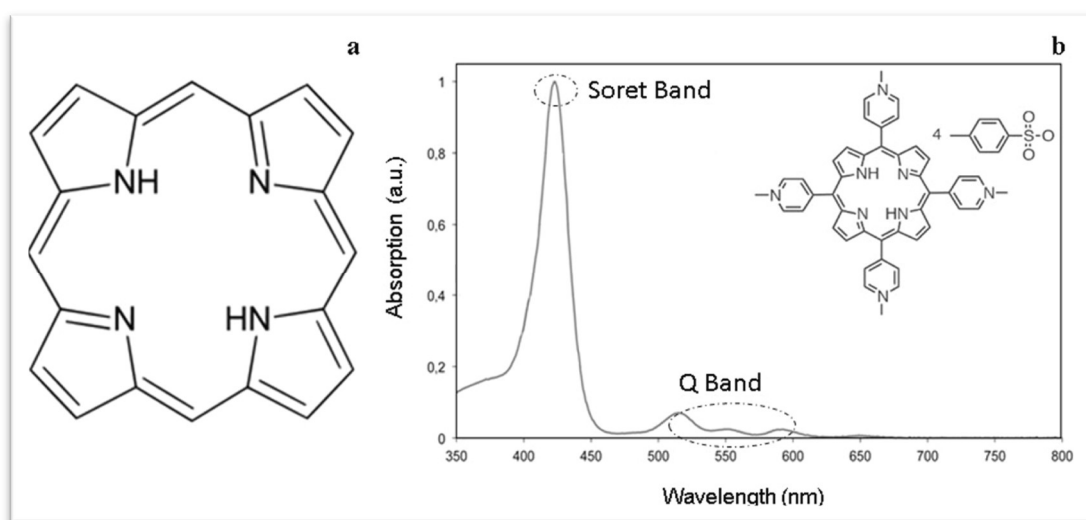 a
NH
N
N
HN
b
Soret Band
Q Band
Absorption (a.u.)
1
0,8
0,6
0,4
0,2
0
350
400
450
500
550
600
650
700
750
800
Wavelength (nm)
N
N
NH
N
N
HN
N
N
4
O
S
O
O